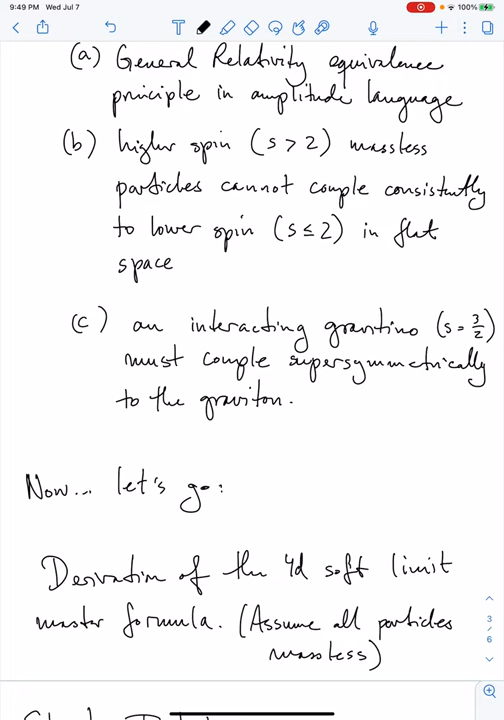 9:49 PM Wed Jul 7
100%
(a) General Relativity equivalence
principle in amplitude language
(b) higher spin (s > 2) massless
particles cannot couple consistently
to lower spin (s ≤ 2) in flat
space
(c) an interacting gravitino (s = 3/2)
must couple supersymmetrically
to the graviton.
Now... let's go:
Derivation of the 4d soft limit
master formula. (Assume all particles
massless)
3
/
6